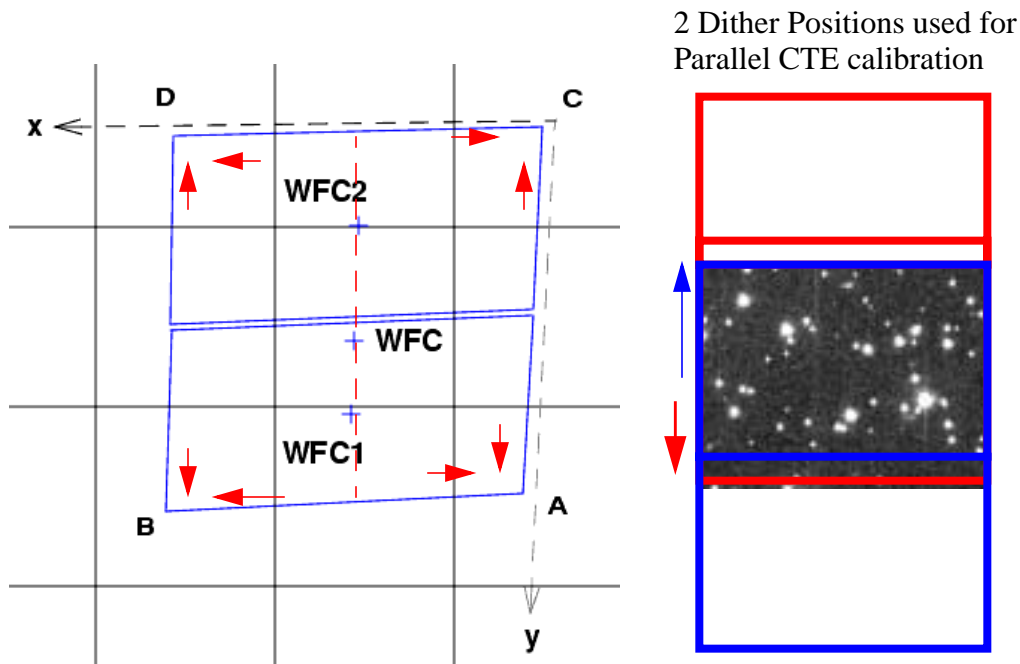 2 Dither Positions used for
Parallel CTE calibration
D
C
x
WFC2
WFC
WFC1
B
A
y